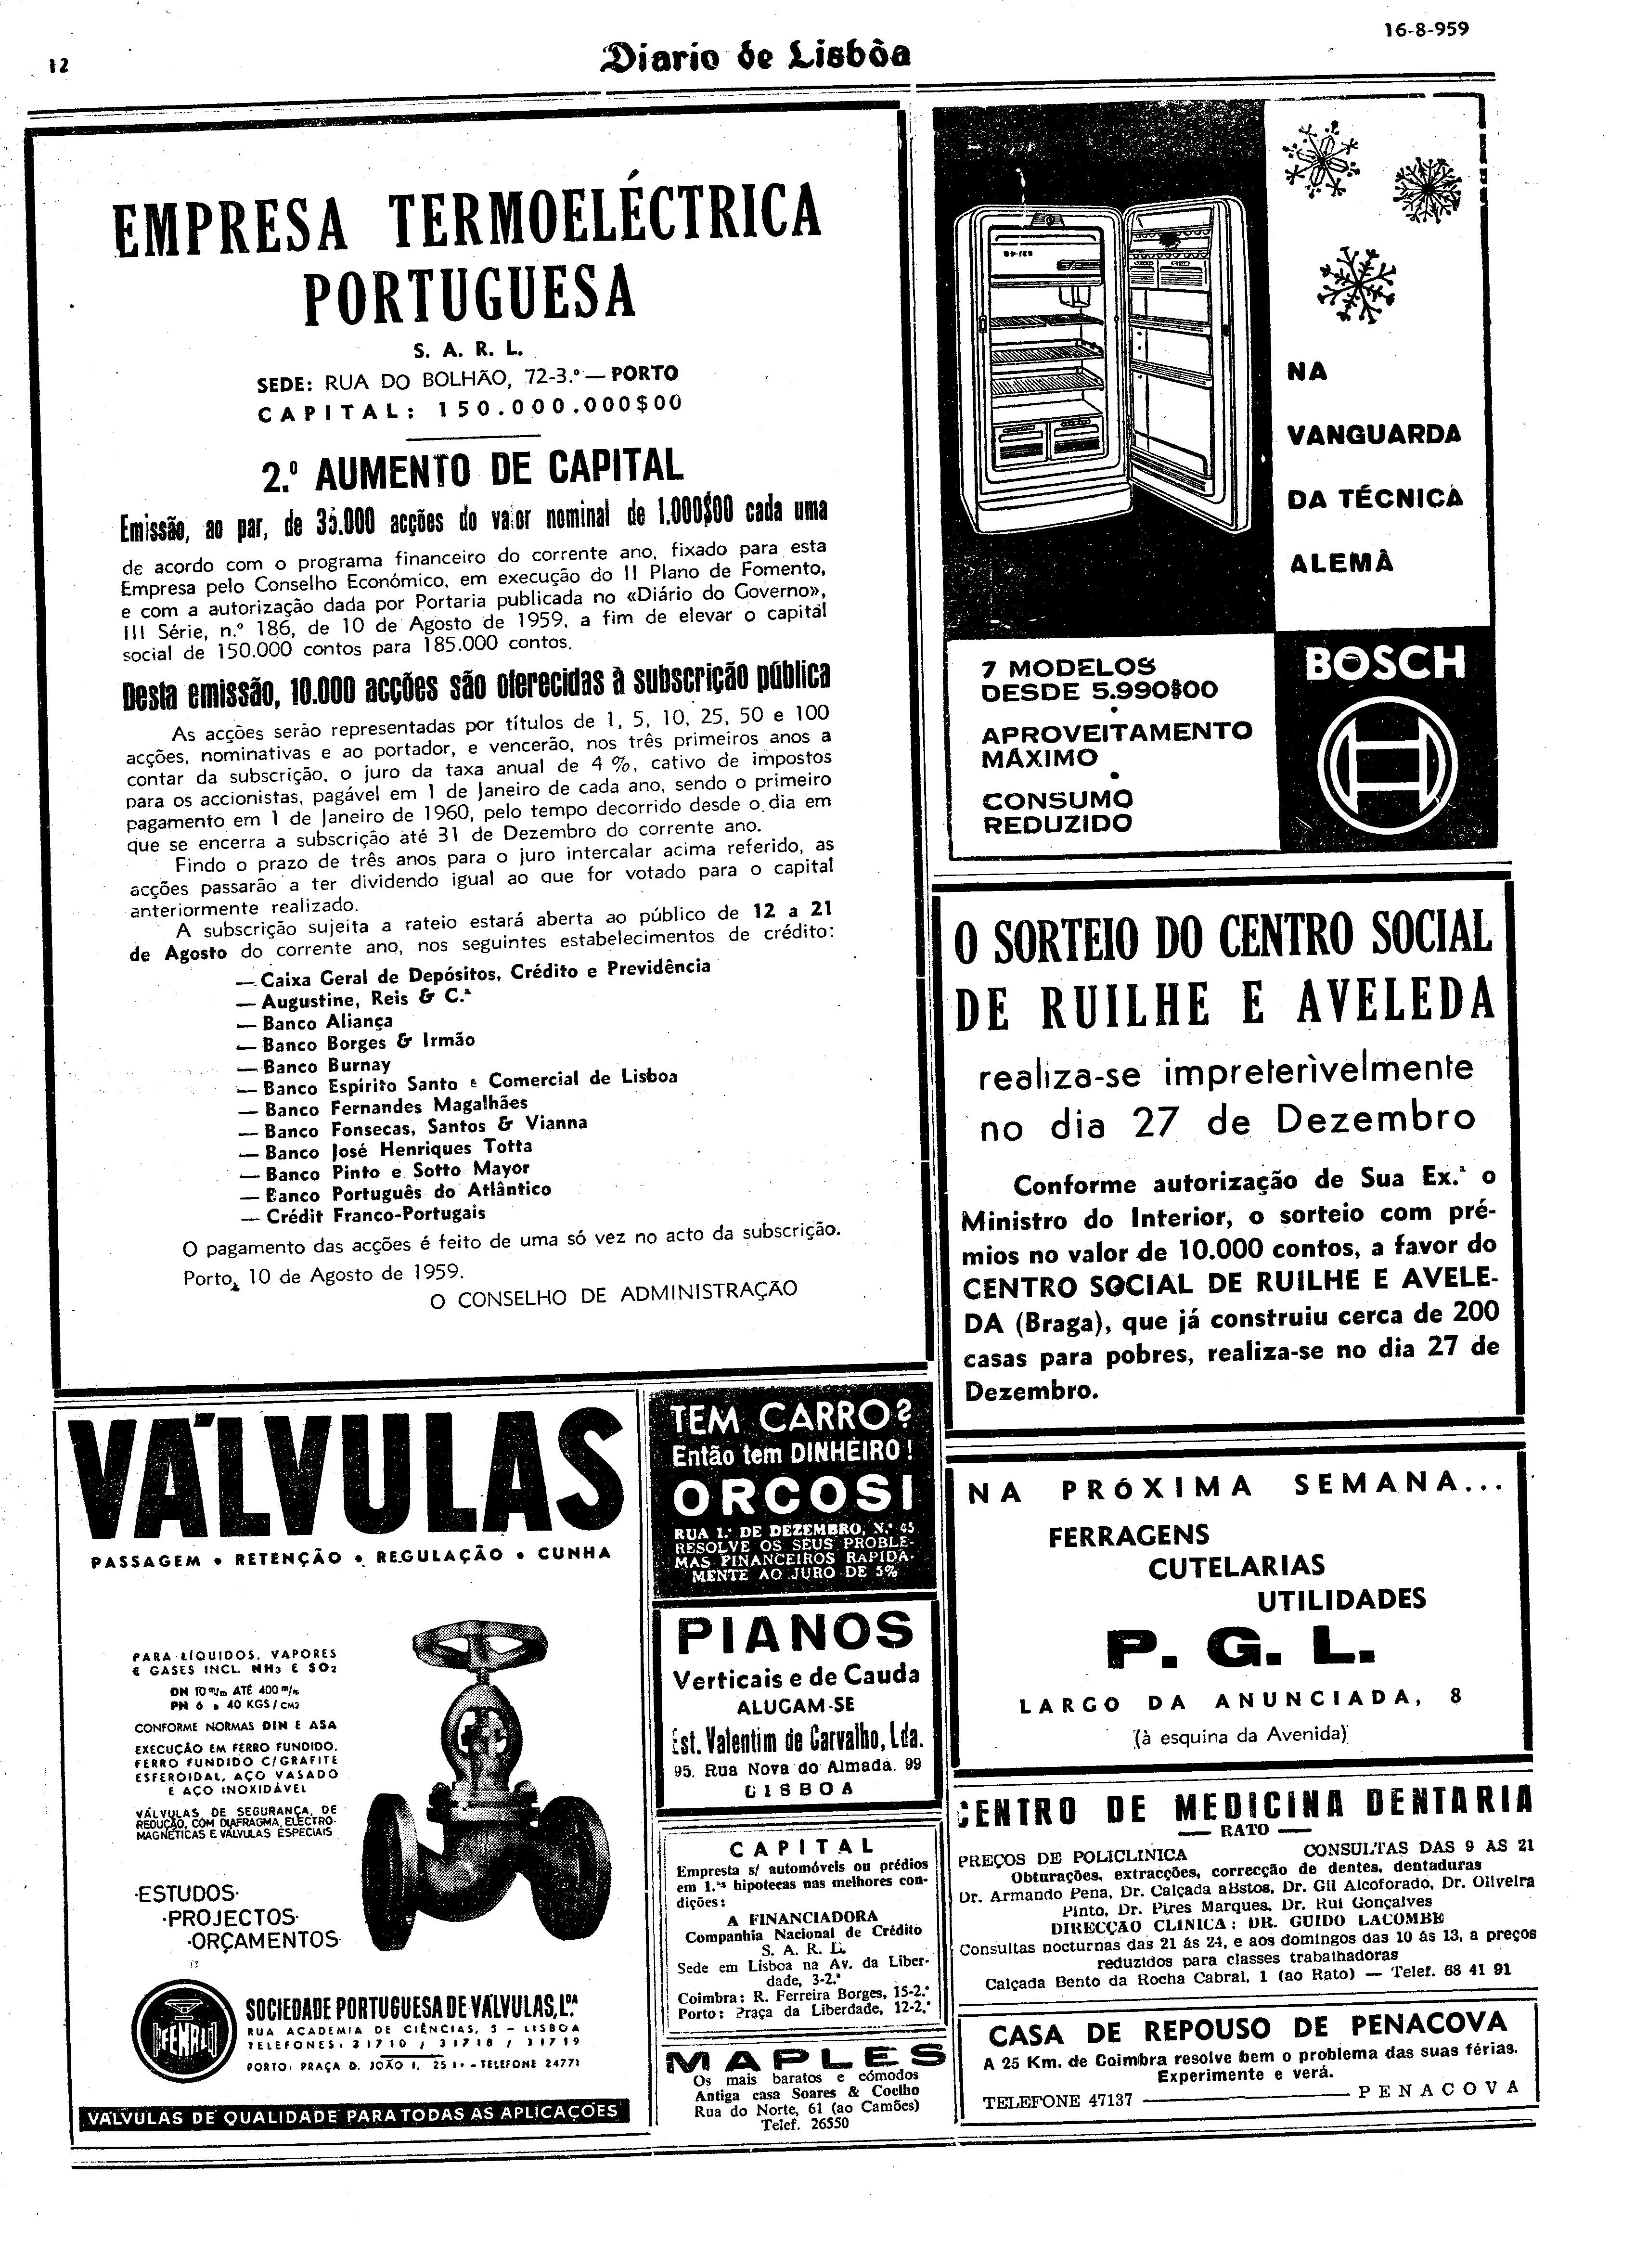 12
Diario de Lisbôa
16-8-959
EMPRESA TERMOELÉCTRICA
PORTUGUESA
S. A. R. L.
SEDE: RUA DO BOLHÃO, 72-3.º — PORTO
CAPITAL: 150.000.000$00
2.º AUMENTO DE CAPITAL
Emissão, ao par, de 35.000 acções do valor nominal de 1.000$00 cada uma
de acordo com o programa financeiro do corrente ano, fixado para esta
Empresa pelo Conselho Económico, em execução do II Plano de Fomento,
e com a autorização dada por Portaria publicada no «Diário do Governo»,
III Série, n.º 186, de 10 de Agosto de 1959, a fim de elevar o capital
social de 150.000 contos para 185.000 contos.
Desta emissão, 10.000 acções são oferecidas à subscrição pública
As acções serão representadas por títulos de 1, 5, 10, 25, 50 e 100
acções, nominativas e ao portador, e vencerão, nos três primeiros anos a
contar da subscrição, o juro da taxa anual de 4 %, cativo de impostos
para os accionistas, pagável em 1 de Janeiro de cada ano, sendo o primeiro
pagamento em 1 de Janeiro de 1960, pelo tempo decorrido desde o dia em
que se encerra a subscrição até 31 de Dezembro do corrente ano.
Findo o prazo de três anos para o juro intercalar acima referido, as
acções passarão a ter dividendo igual ao que for votado para o capital
anteriormente realizado.
A subscrição sujeita a rateio estará aberta ao público de 12 a 21
de Agosto do corrente ano, nos seguintes estabelecimentos de crédito:
— Caixa Geral de Depósitos, Crédito e Previdência
— Augustine, Reis & C.ª
— Banco Aliança
— Banco Borges & Irmão
— Banco Burnay
— Banco Espírito Santo e Comercial de Lisboa
— Banco Fernandes Magalhães
— Banco Fonsecas, Santos & Vianna
— Banco José Henriques Totta
— Banco Pinto e Sotto Mayor
— Banco Português do Atlântico
— Crédit Franco-Portugais
O pagamento das acções é feito de uma só vez no acto da subscrição.
Porto, 10 de Agosto de 1959.
O CONSELHO DE ADMINISTRAÇÃO
NA
VANGUARDA
DA TÉCNICA
ALEMÃ
7 MODELOS
DESDE 5.990$00
•
APROVEITAMENTO
MÁXIMO
•
CONSUMO
REDUZIDO
BOSCH
O SORTEIO DO CENTRO SOCIAL
DE RUILHE E AVELEDA
realiza-se impreterìvelmente
no dia 27 de Dezembro
Conforme autorização de Sua Ex.ª o
Ministro do Interior, o sorteio com pré-
mios no valor de 10.000 contos, a favor do
CENTRO SOCIAL DE RUILHE E AVELE-
DA (Braga), que já construiu cerca de 200
casas para pobres, realiza-se no dia 27 de
Dezembro.
VÁLVULAS
PASSAGEM • RETENÇÃO • REGULAÇÃO • CUNHA
PARA LÍQUIDOS, VAPORES
E GASES INCL. NH3 E SO2
DN 10 m/m ATÉ 400 m/m
PN 6 • 40 KGS/CM2
CONFORME NORMAS DIN E ASA
EXECUÇÃO EM FERRO FUNDIDO,
FERRO FUNDIDO C/GRAFITE
ESFEROIDAL, AÇO VASADO
E AÇO INOXIDÁVEL
VÁLVULAS DE SEGURANÇA, DE
REDUÇÃO, COM DIAFRAGMA, ELECTRO-
MAGNÉTICAS E VÁLVULAS ESPECIAIS
·ESTUDOS·
·PROJECTOS·
·ORÇAMENTOS·
FENRL
SOCIEDADE PORTUGUESA DE VÁLVULAS, L.DA
RUA ACADEMIA DE CIÊNCIAS, 5 – LISBOA
TELEFONES: 31710 / 31718 / 31719
PORTO: PRAÇA D. JOÃO I, 25 1º - TELEFONE 24771
VÁLVULAS DE QUALIDADE PARA TODAS AS APLICAÇÕES
TEM CARRO?
Então tem DINHEIRO!
ORCOSI
RUA 1.º DE DEZEMBRO, N.º 45
RESOLVE OS SEUS PROBLE-
MAS FINANCEIROS RAPIDA-
MENTE AO JURO DE 5%
PIANOS
Verticais e de Cauda
ALUGAM-SE
Est. Valentim de Carvalho, Lda.
95, Rua Nova do Almada, 99
LISBOA
CAPITAL
Empresta s/ automóveis ou prédios
em 1.ªs hipotecas nas melhores con-
dições:
A FINANCIADORA
Companhia Nacional de Crédito
S. A. R. L.
Sede em Lisboa na Av. da Liber-
dade, 3-2.º
Coimbra: R. Ferreira Borges, 15-2.º
Porto: Praça da Liberdade, 12-2.º
MAPLES
Os mais baratos e cómodos
Antiga casa Soares & Coelho
Rua do Norte, 61 (ao Camões)
Telef. 26550
NA PRÓXIMA SEMANA...
FERRAGENS
CUTELARIAS
UTILIDADES
P. G. L.
LARGO DA ANUNCIADA, 8
(à esquina da Avenida)
CENTRO DE MEDICINA DENTARIA
— RATO —
PREÇOS DE POLICLINICA CONSULTAS DAS 9 ÀS 21
Obturações, extracções, correcção de dentes, dentaduras
Dr. Armando Pena, Dr. Calçada aBstos, Dr. Gil Alcoforado, Dr. Oliveira
Pinto, Dr. Pires Marques, Dr. Rui Gonçalves
DIRECÇÃO CLINICA: DR. GUIDO LACOMBE
Consultas nocturnas das 21 ás 24, e aos domingos das 10 ás 13, a preços
reduzidos para classes trabalhadoras
Calçada Bento da Rocha Cabral, 1 (ao Rato) — Telef. 68 41 91
CASA DE REPOUSO DE PENACOVA
A 25 Km. de Coimbra resolve bem o problema das suas férias.
Experimente e verá.
TELEFONE 47137 — PENACOVA